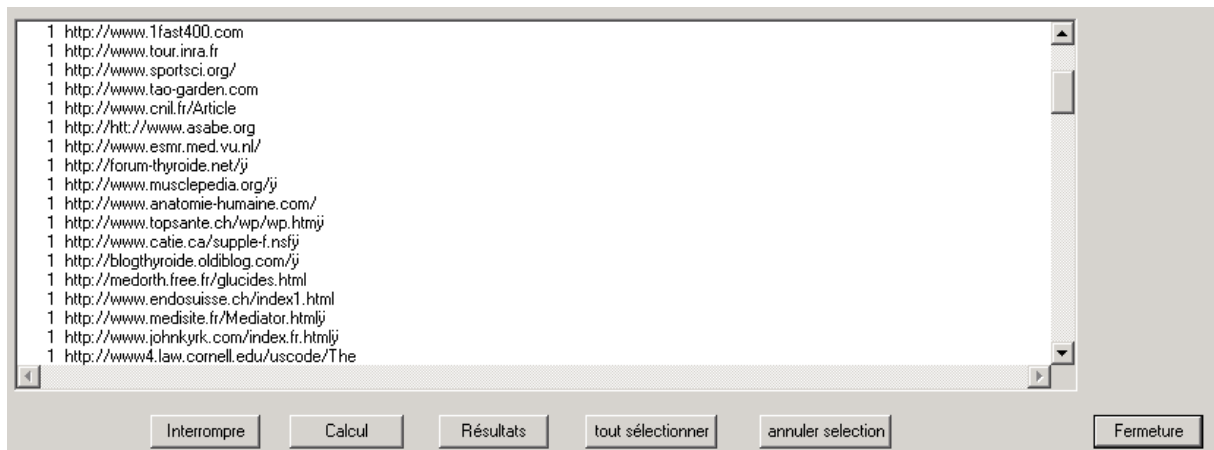 1 http://www.1fast400.com
1 http://www.tour.inra.fr
1 http://www.sportsci.org/
1 http://www.tao-garden.com
1 http://www.cnil.fr/Article
1 http://htt://www.asabe.org
1 http://www.esmr.med.vu.nl/
1 http://forum-thyroide.net/ÿ
1 http://www.musclepedia.org/ÿ
1 http://www.anatomie-humaine.com/
1 http://www.topsante.ch/wp/wp.htmÿ
1 http://www.catie.ca/supple-f.nsfÿ
1 http://blogthyroide.oldiblog.com/ÿ
1 http://medorth.free.fr/glucides.html
1 http://www.endosuisse.ch/index1.html
1 http://www.medisite.fr/Mediator.htmlÿ
1 http://www.johnkyrk.com/index.fr.htmlÿ
1 http://www4.law.cornell.edu/uscode/The
Interrompre Calcul Résultats tout sélectionner annuler selection Fermeture